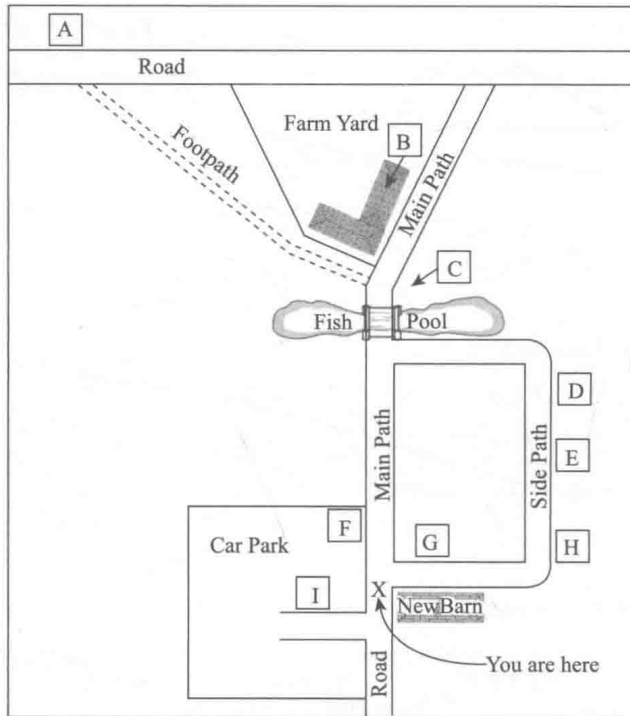 A
Road
Farm Yard
B
Footpath
Main Path
C
Fish
Pool
D
Main Path
Side Path
E
F
Car Park
G
H
I
X
New Barn
You are here
Road